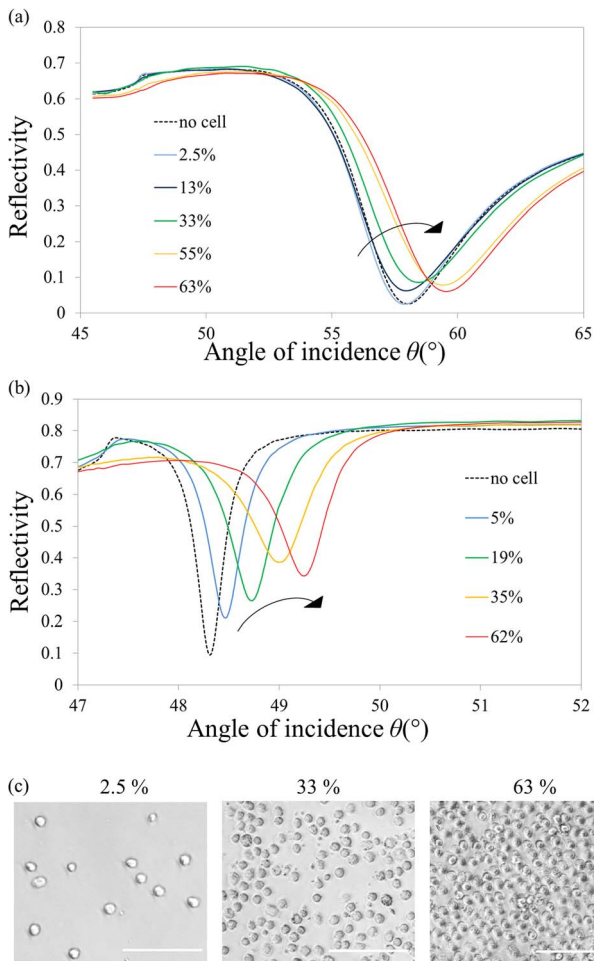 (a)
0.8
0.7
0.6
0.5
0.4
0.3
0.2
0.1
0
Reflectivity
no cell
2.5%
13%
33%
55%
63%
45 50 55 60 65
Angle of incidence θ(°)
(b)
0.9
0.8
0.7
0.6
0.5
0.4
0.3
0.2
0.1
0
Reflectivity
no cell
5%
19%
35%
62%
47 48 49 50 51 52
Angle of incidence θ(°)
(c)
2.5 % 33 % 63 %